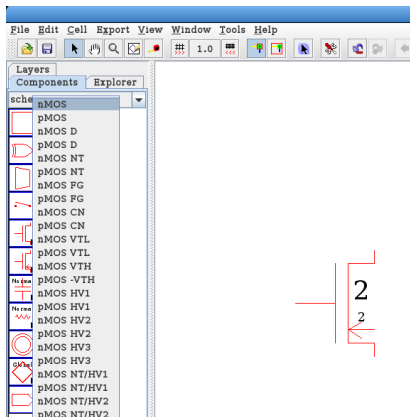 File Edit Cell Export View Window Tools Help
1.0
Layers
Components Explorer
sche
nMOS
pMOS
nMOS D
pMOS D
nMOS NT
pMOS NT
nMOS FG
pMOS FG
nMOS CN
pMOS CN
nMOS VTL
pMOS VTL
nMOS VTH
pMOS -VTH
nMOS HV1
pMOS HV1
nMOS HV2
pMOS HV2
nMOS HV3
pMOS HV3
nMOS NT/HV1
pMOS NT/HV1
nMOS NT/HV2
pMOS NT/HV2
2
2